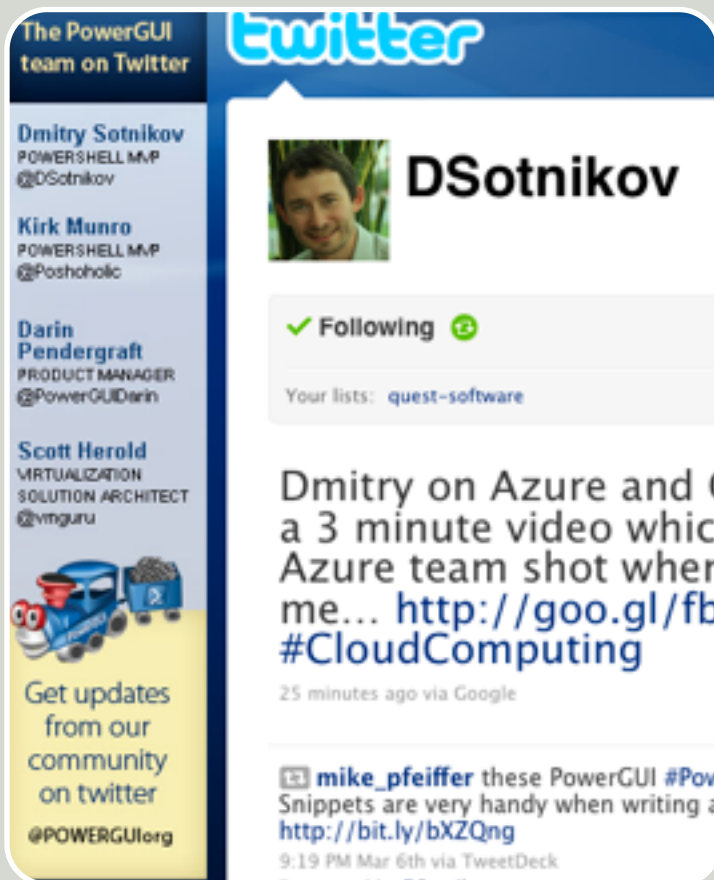 The PowerGUI
team on Twitter
Dmitry Sotnikov
POWERSHELL MVP
@DSotnikov
Kirk Munro
POWERSHELL MVP
@Poshoholic
Darin
Pendergraft
PRODUCT MANAGER
@PowerGUIDarin
Scott Herold
VIRTUALIZATION
SOLUTION ARCHITECT
@vmguru
Get updates
from our
community
on twitter
@POWERGUIorg
twitter
DSotnikov
Following
Your lists: quest-software
Dmitry on Azure and
a 3 minute video whic
Azure team shot wher
me... http://goo.gl/fb
#CloudComputing
25 minutes ago via Google
mike_pfeiffer these PowerGUI #Pow
Snippets are very handy when writing a
http://bit.ly/bXZQng
9:19 PM Mar 6th via TweetDeck